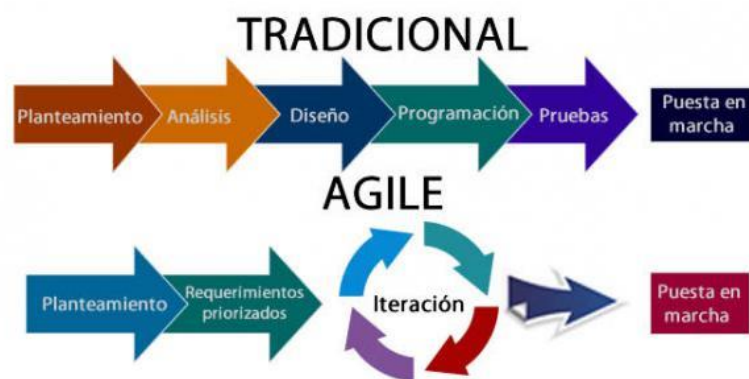 TRADICIONAL
Planteamiento
Análisis
Diseño
Programación
Pruebas
Puesta en
marcha
AGILE
Planteamiento
Requerimientos
priorizados
Iteración
Puesta en
marcha